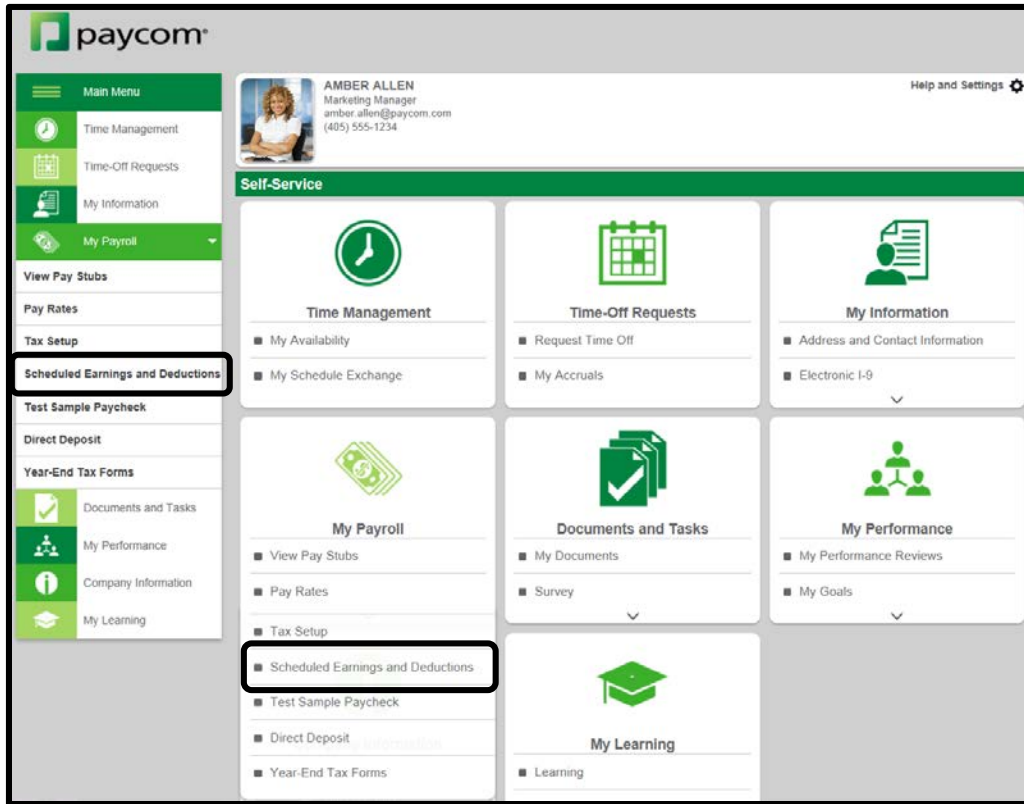 paycom
Main Menu
Time Management
Time-Off Requests
My Information
My Payroll
View Pay Stubs
Pay Rates
Tax Setup
Scheduled Earnings and Deductions
Test Sample Paycheck
Direct Deposit
Year-End Tax Forms
Documents and Tasks
My Performance
Company Information
My Learning
AMBER ALLEN
Marketing Manager
amber.allen@paycom.com
(405) 555-1234
Help and Settings
Self-Service
Time Management
My Availability
My Schedule Exchange
Time-Off Requests
Request Time Off
My Accruals
My Information
Address and Contact Information
Electronic I-9
My Payroll
View Pay Stubs
Pay Rates
Tax Setup
Scheduled Earnings and Deductions
Test Sample Paycheck
Direct Deposit
Year-End Tax Forms
Documents and Tasks
My Documents
Survey
My Performance
My Performance Reviews
My Goals
My Learning
Learning